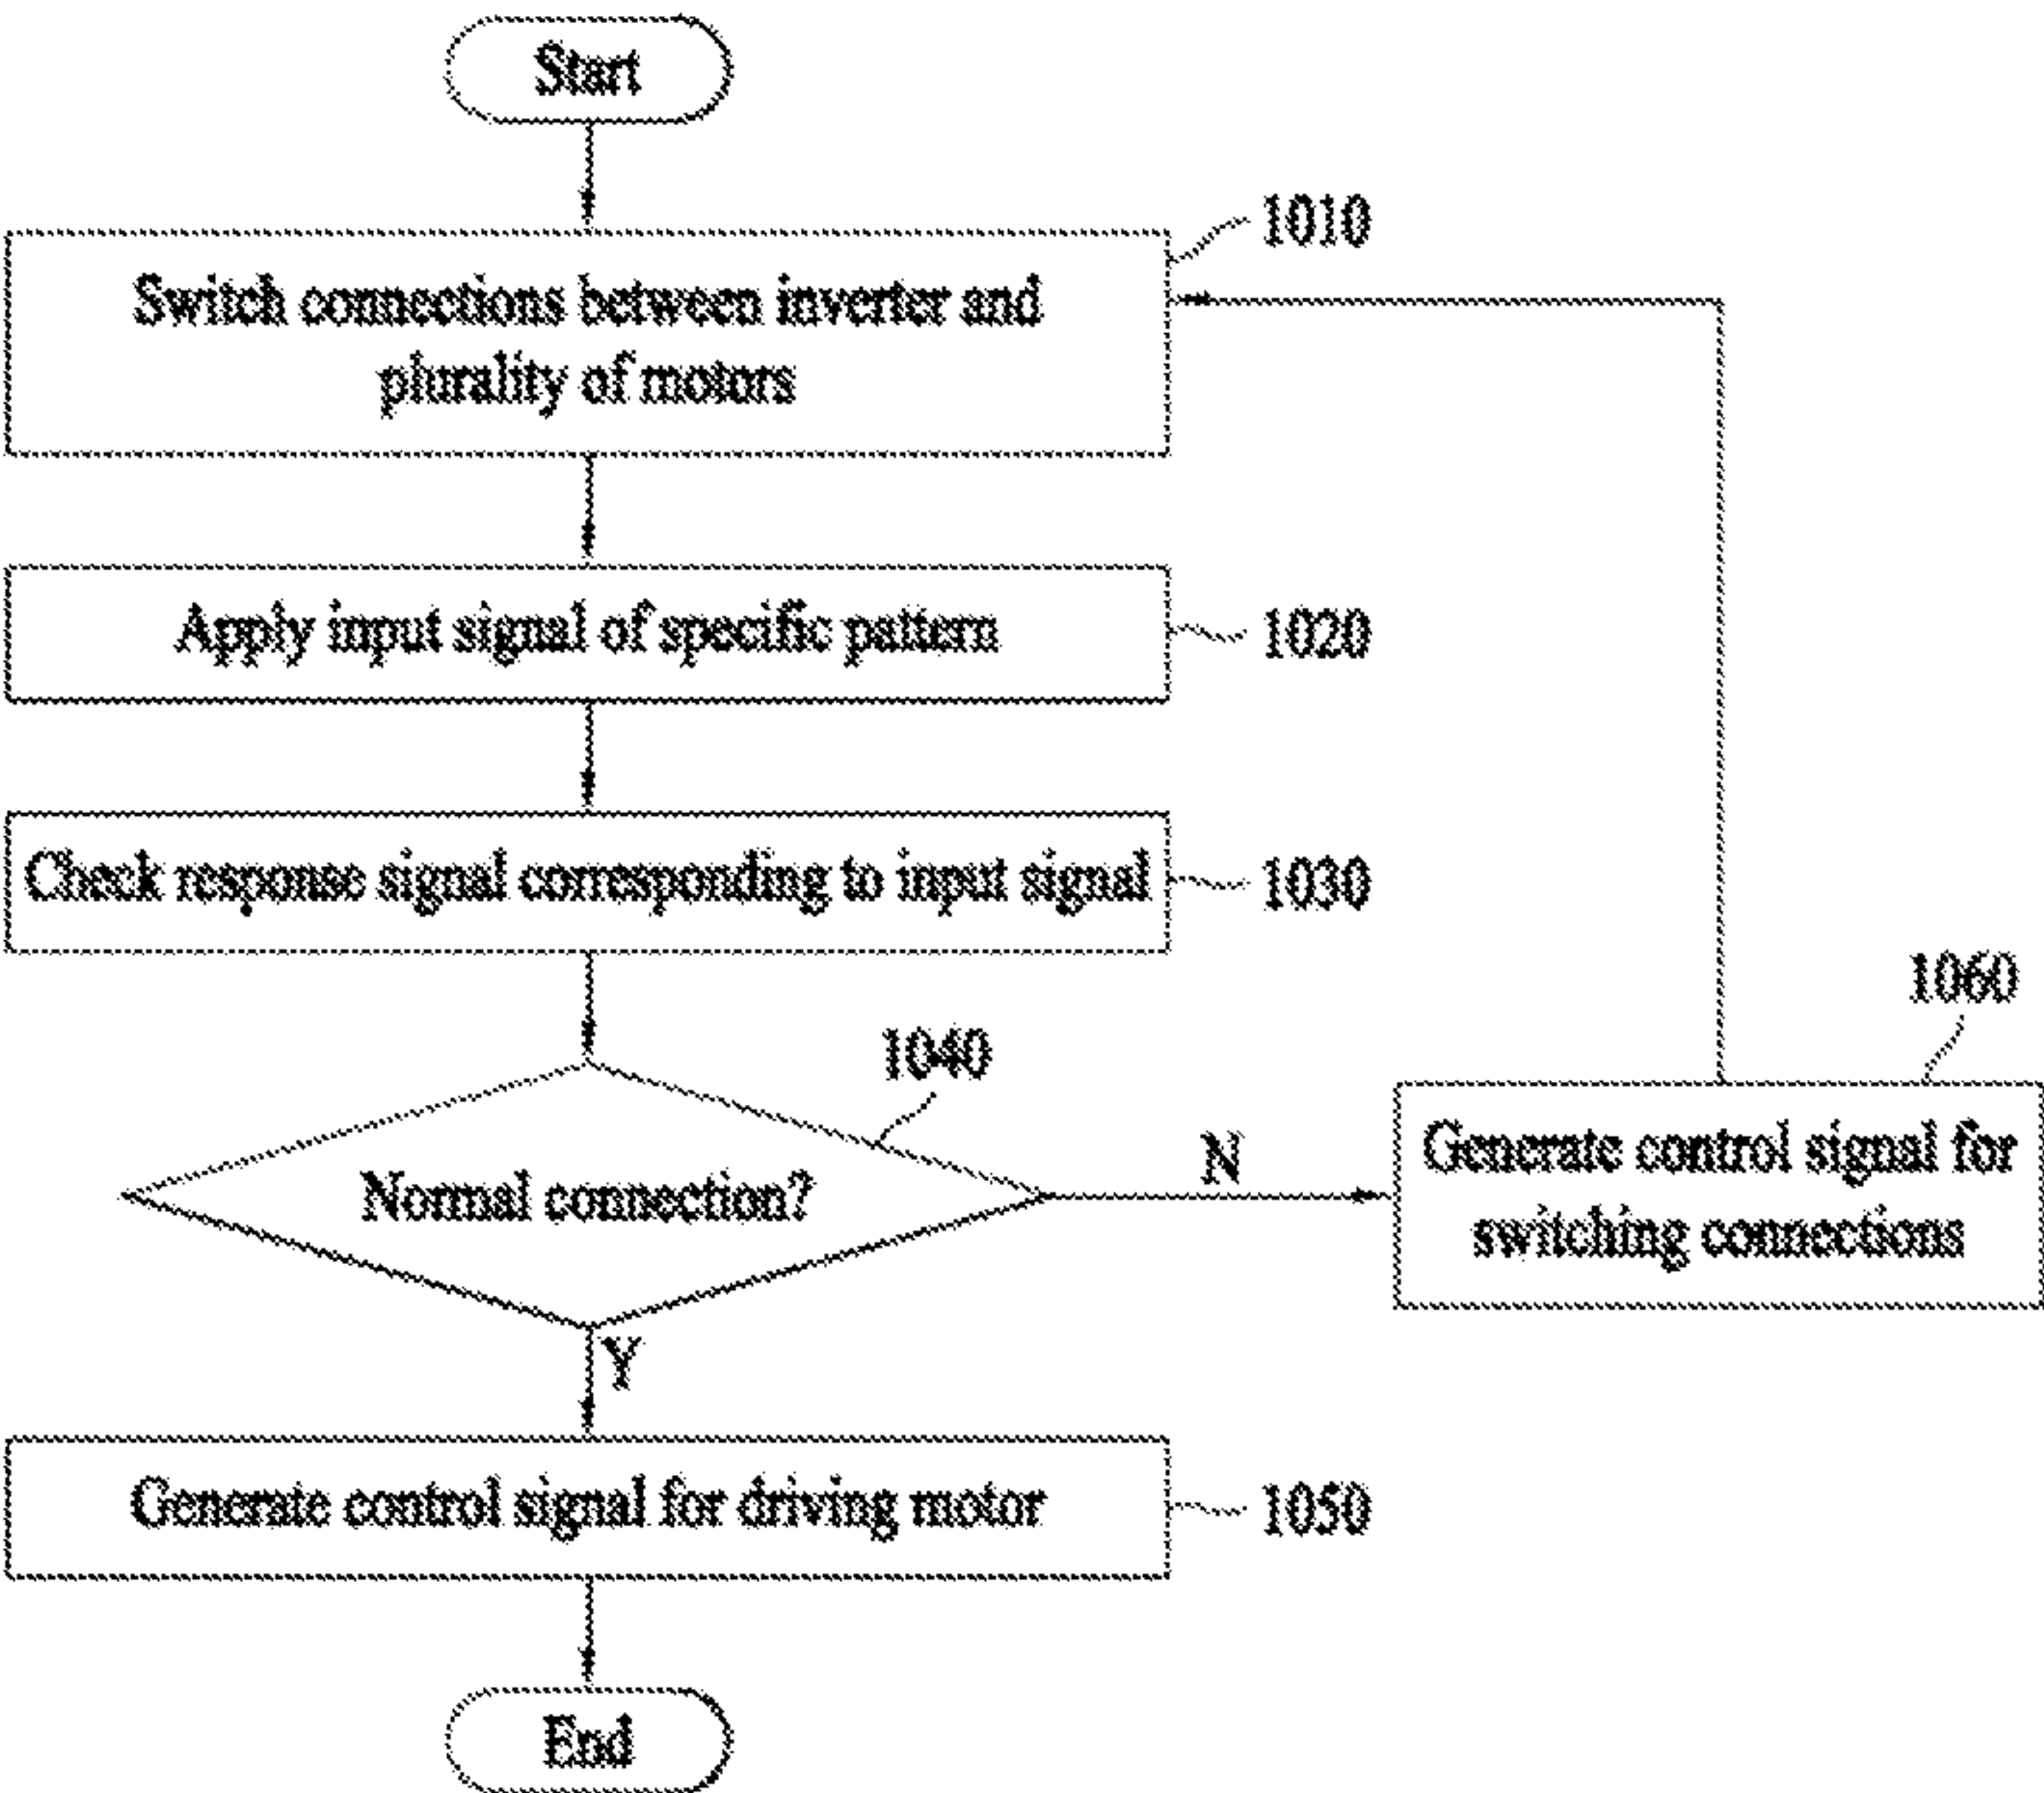 Start
1010
Switch connections between inverter and
plurality of motors
Apply input signal of specific pattern
1020
Check response signal corresponding to input signal
1030
1060
1040
Normal connection?
N
Generate control signal for
switching connections
Y
Generate control signal for driving motor
1050
End